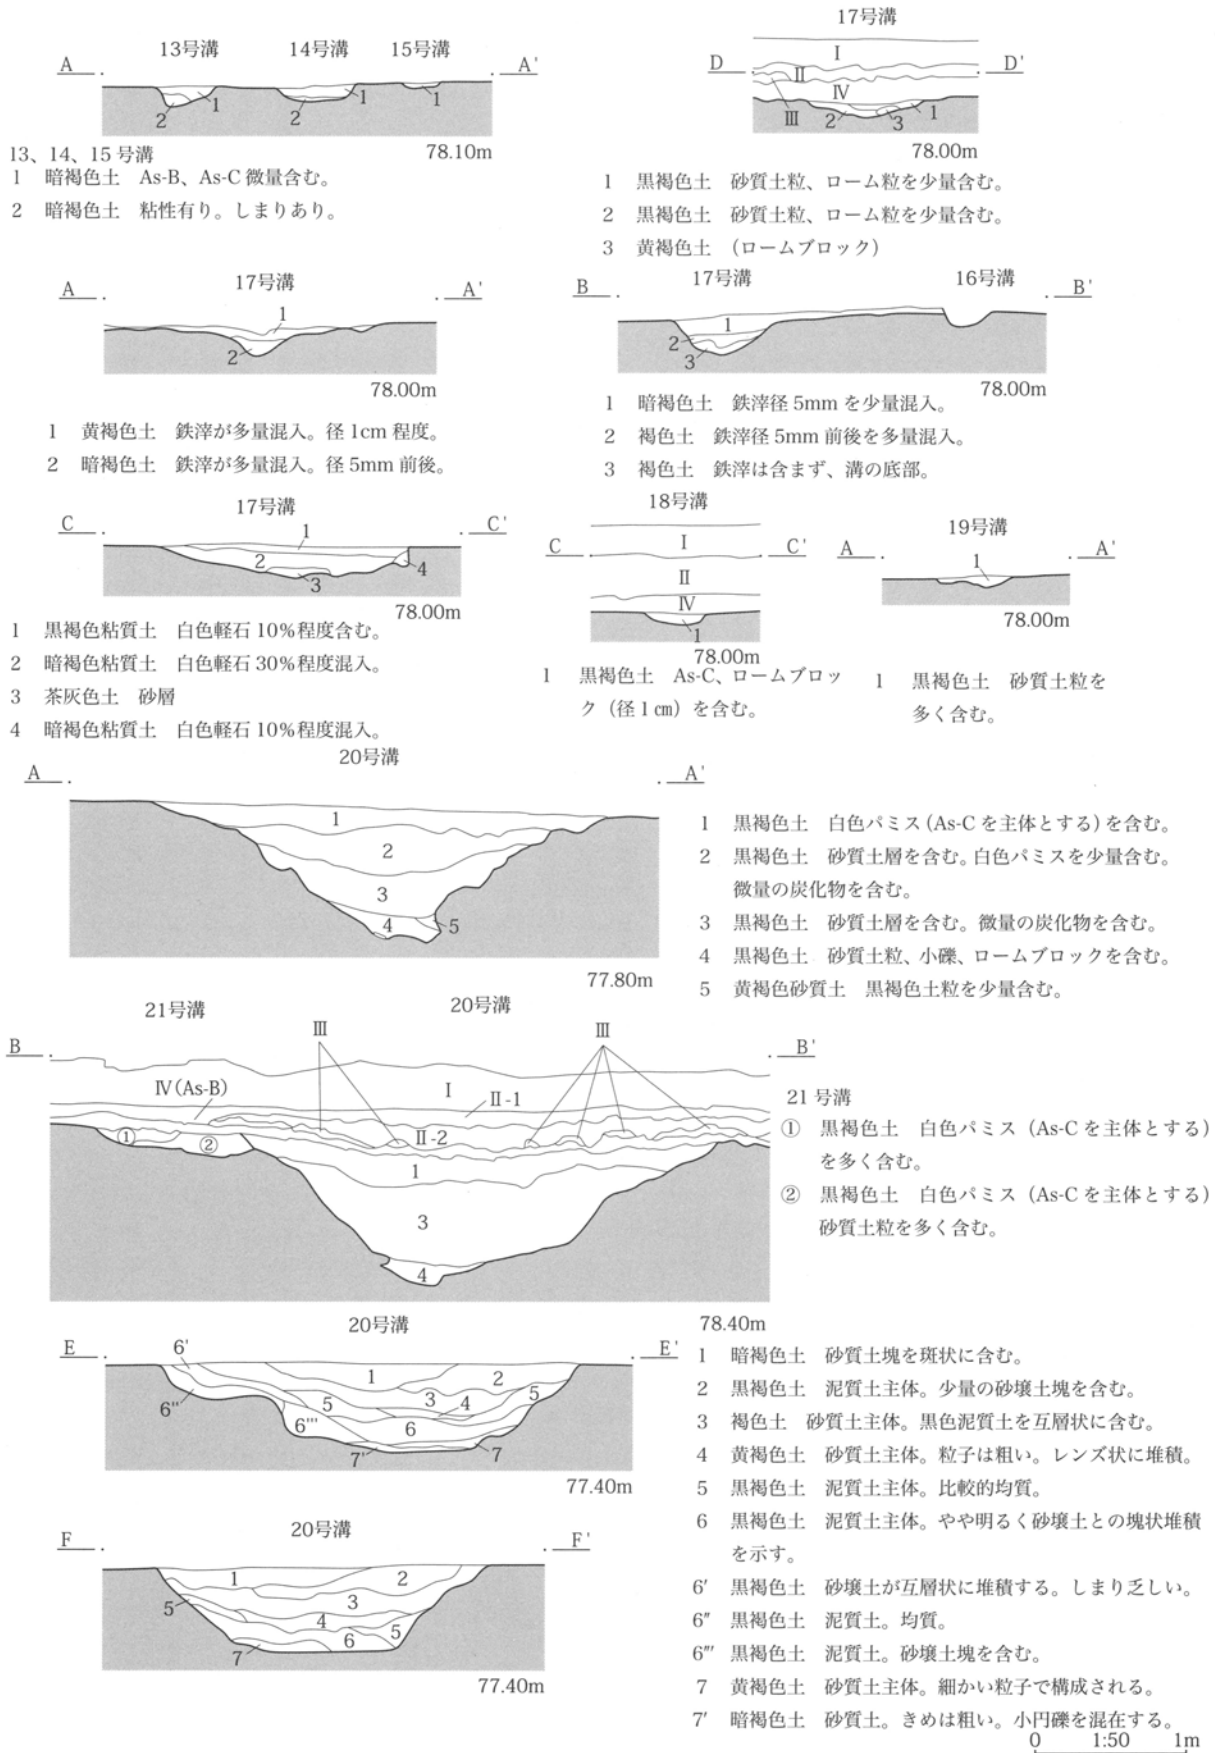 13号溝 14号溝 15号溝
A A'
1 1 1
2 2
78.10m
13、14、15号溝
1 暗褐色土 As-B、As-C 微量含む。
2 暗褐色土 粘性有り。しまりあり。
17号溝
D D'
I
II
IV
III 2 3 1
78.00m
1 黒褐色土 砂質土粒、ローム粒を少量含む。
2 黒褐色土 砂質土粒、ローム粒を少量含む。
3 黄褐色土 (ロームブロック)
17号溝
A A'
1
2
78.00m
1 黄褐色土 鉄滓が多量混入。径 1cm 程度。
2 暗褐色土 鉄滓が多量混入。径 5mm 前後。
17号溝 16号溝
B B'
1
2
3
78.00m
1 暗褐色土 鉄滓径 5mm を少量混入。
2 褐色土 鉄滓径 5mm 前後を多量混入。
3 褐色土 鉄滓は含まず、溝の底部。
17号溝
C C'
1
2
3
4
78.00m
1 黒褐色粘質土 白色軽石 10%程度含む。
2 暗褐色粘質土 白色軽石 30%程度混入。
3 茶灰色土 砂層
4 暗褐色粘質土 白色軽石 10%程度混入。
18号溝
C C'
I
II
IV
1
78.00m
1 黒褐色土 As-C、ロームブロッ
ク（径 1 ㎝）を含む。
19号溝
A A'
1
78.00m
1 黒褐色土 砂質土粒を
多く含む。
20号溝
A A'
1
2
3
4 5
77.80m
1 黒褐色土 白色パミス（As-C を主体とする）を含む。
2 黒褐色土 砂質土層を含む。白色パミスを少量含む。
微量の炭化物を含む。
3 黒褐色土 砂質土層を含む。微量の炭化物を含む。
4 黒褐色土 砂質土粒、小礫、ロームブロックを含む。
5 黄褐色砂質土 黒褐色土粒を少量含む。
21号溝 20号溝
III III
B B'
IV (As-B) I
II-1
① ② II-2
1
3
4
78.40m
21 号溝
① 黒褐色土 白色パミス（As-C を主体とする）
を多く含む。
② 黒褐色土 白色パミス（As-C を主体とする）
砂質土粒を多く含む。
20号溝
E E'
6'
1 2
3 4 5
5
6" 6"' 6
7' 7
77.40m
20号溝
F F'
1 2
3
5 4 5
6
7
77.40m
1 暗褐色土 砂質土塊を斑状に含む。
2 黒褐色土 泥質土主体。少量の砂壌土塊を含む。
3 褐色土 砂質土主体。黒色泥質土を互層状に含む。
4 黄褐色土 砂質土主体。粒子は粗い。レンズ状に堆積。
5 黒褐色土 泥質土主体。比較的均質。
6 黒褐色土 泥質土主体。やや明るく砂壌土との塊状堆積
を示す。
6' 黒褐色土 砂壌土が互層状に堆積する。しまり乏しい。
6" 黒褐色土 泥質土。均質。
6"' 黒褐色土 泥質土。砂壌土塊を含む。
7 黄褐色土 砂質土主体。細かい粒子で構成される。
7' 暗褐色土 砂質土。きめは粗い。小円礫を混在する。
0 1:50 1m